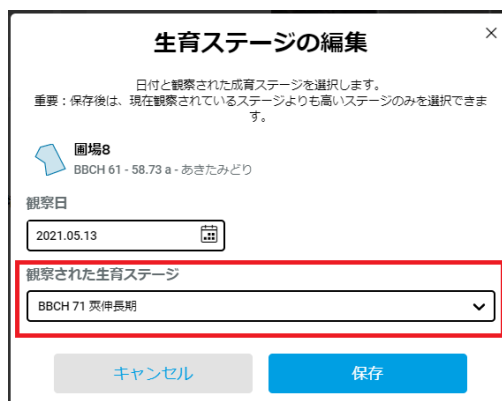 生育ステージの編集
×
日付と観察された成育ステージを選択します。
重要：保存後は、現在観察されているステージよりも高いステージのみを選択できま
す。
圃場8
BBCH 61 - 58.73 a - あきたみどり
観察日
2021.05.13
観察された生育ステージ
BBCH 71 莢伸長期
キャンセル
保存